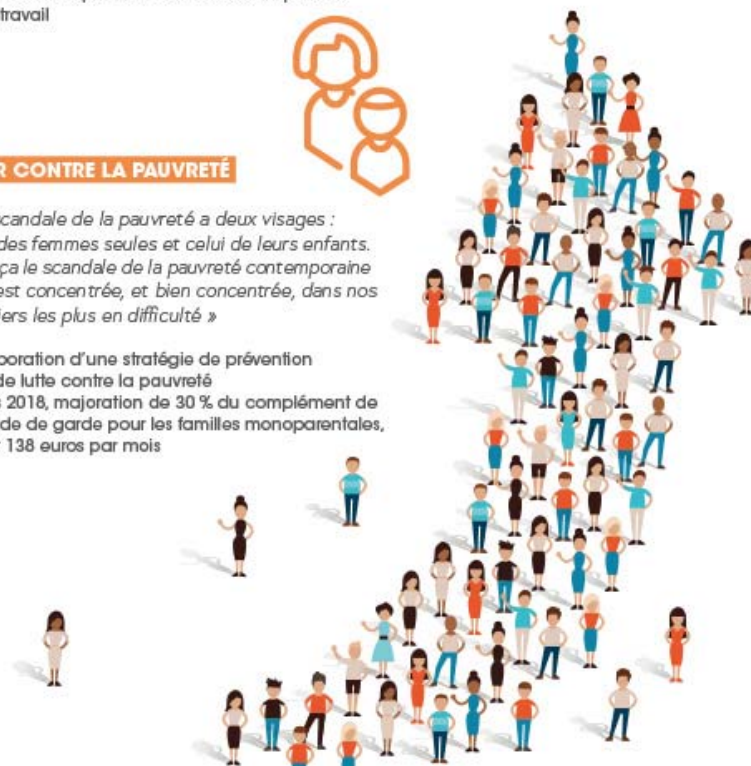 travail
R CONTRE LA PAUVRETÉ
scandale de la pauvreté a deux visages :
des femmes seules et celui de leurs enfants.
ça le scandale de la pauvreté contemporaine
est concentrée, et bien concentrée, dans nos
iers les plus en difficulté »
boration d'une stratégie de prévention
de lutte contre la pauvreté
2018, majoration de 30 % du complément de
de de garde pour les familles monoparentales,
138 euros par mois